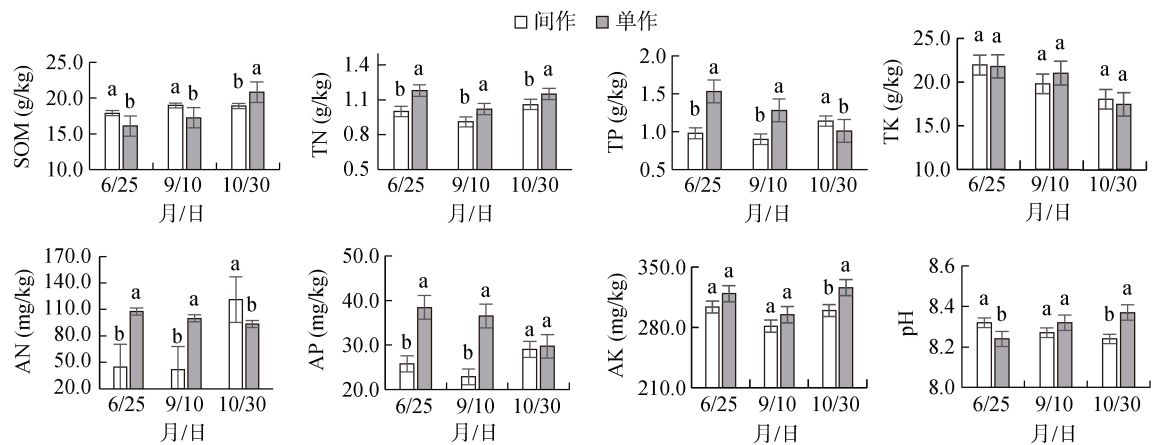 间作 单作
SOM (g/kg)
25.0
20.0
15.0
10.0
a b a b b a
6/25 9/10 10/30
月/日
TN (g/kg)
1.4
1.1
0.8
0.5
b a b a b a
6/25 9/10 10/30
月/日
TP (g/kg)
2.0
1.5
1.0
0.5
b a b a a b
6/25 9/10 10/30
月/日
TK (g/kg)
25.0
20.0
15.0
10.0
a a a a a a
6/25 9/10 10/30
月/日
AN (mg/kg)
170.0
140.0
110.0
80.0
50.0
20.0
b a b a a b
6/25 9/10 10/30
月/日
AP (mg/kg)
50.0
40.0
30.0
20.0
b a b a a a
6/25 9/10 10/30
月/日
AK (mg/kg)
350.0
280.0
210.0
a a a a b a
6/25 9/10 10/30
月/日
pH
8.6
8.4
8.2
8.0
a b a a b a
6/25 9/10 10/30
月/日